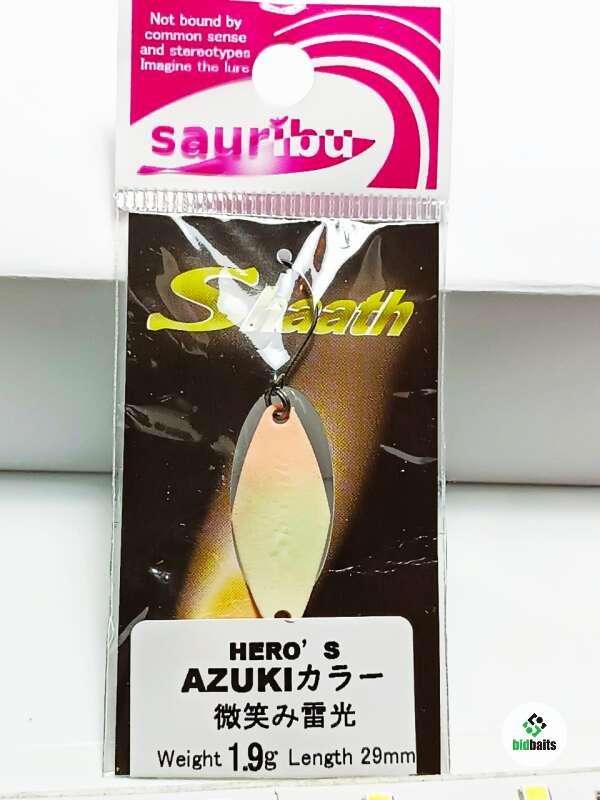 Not bound by
common sense
and stereotypes
Imagine the lure
sauribu
Shaath
HERO'S
AZUKIカラー
微笑み雷光
Weight 1.9g Length 29mm
bidbaits